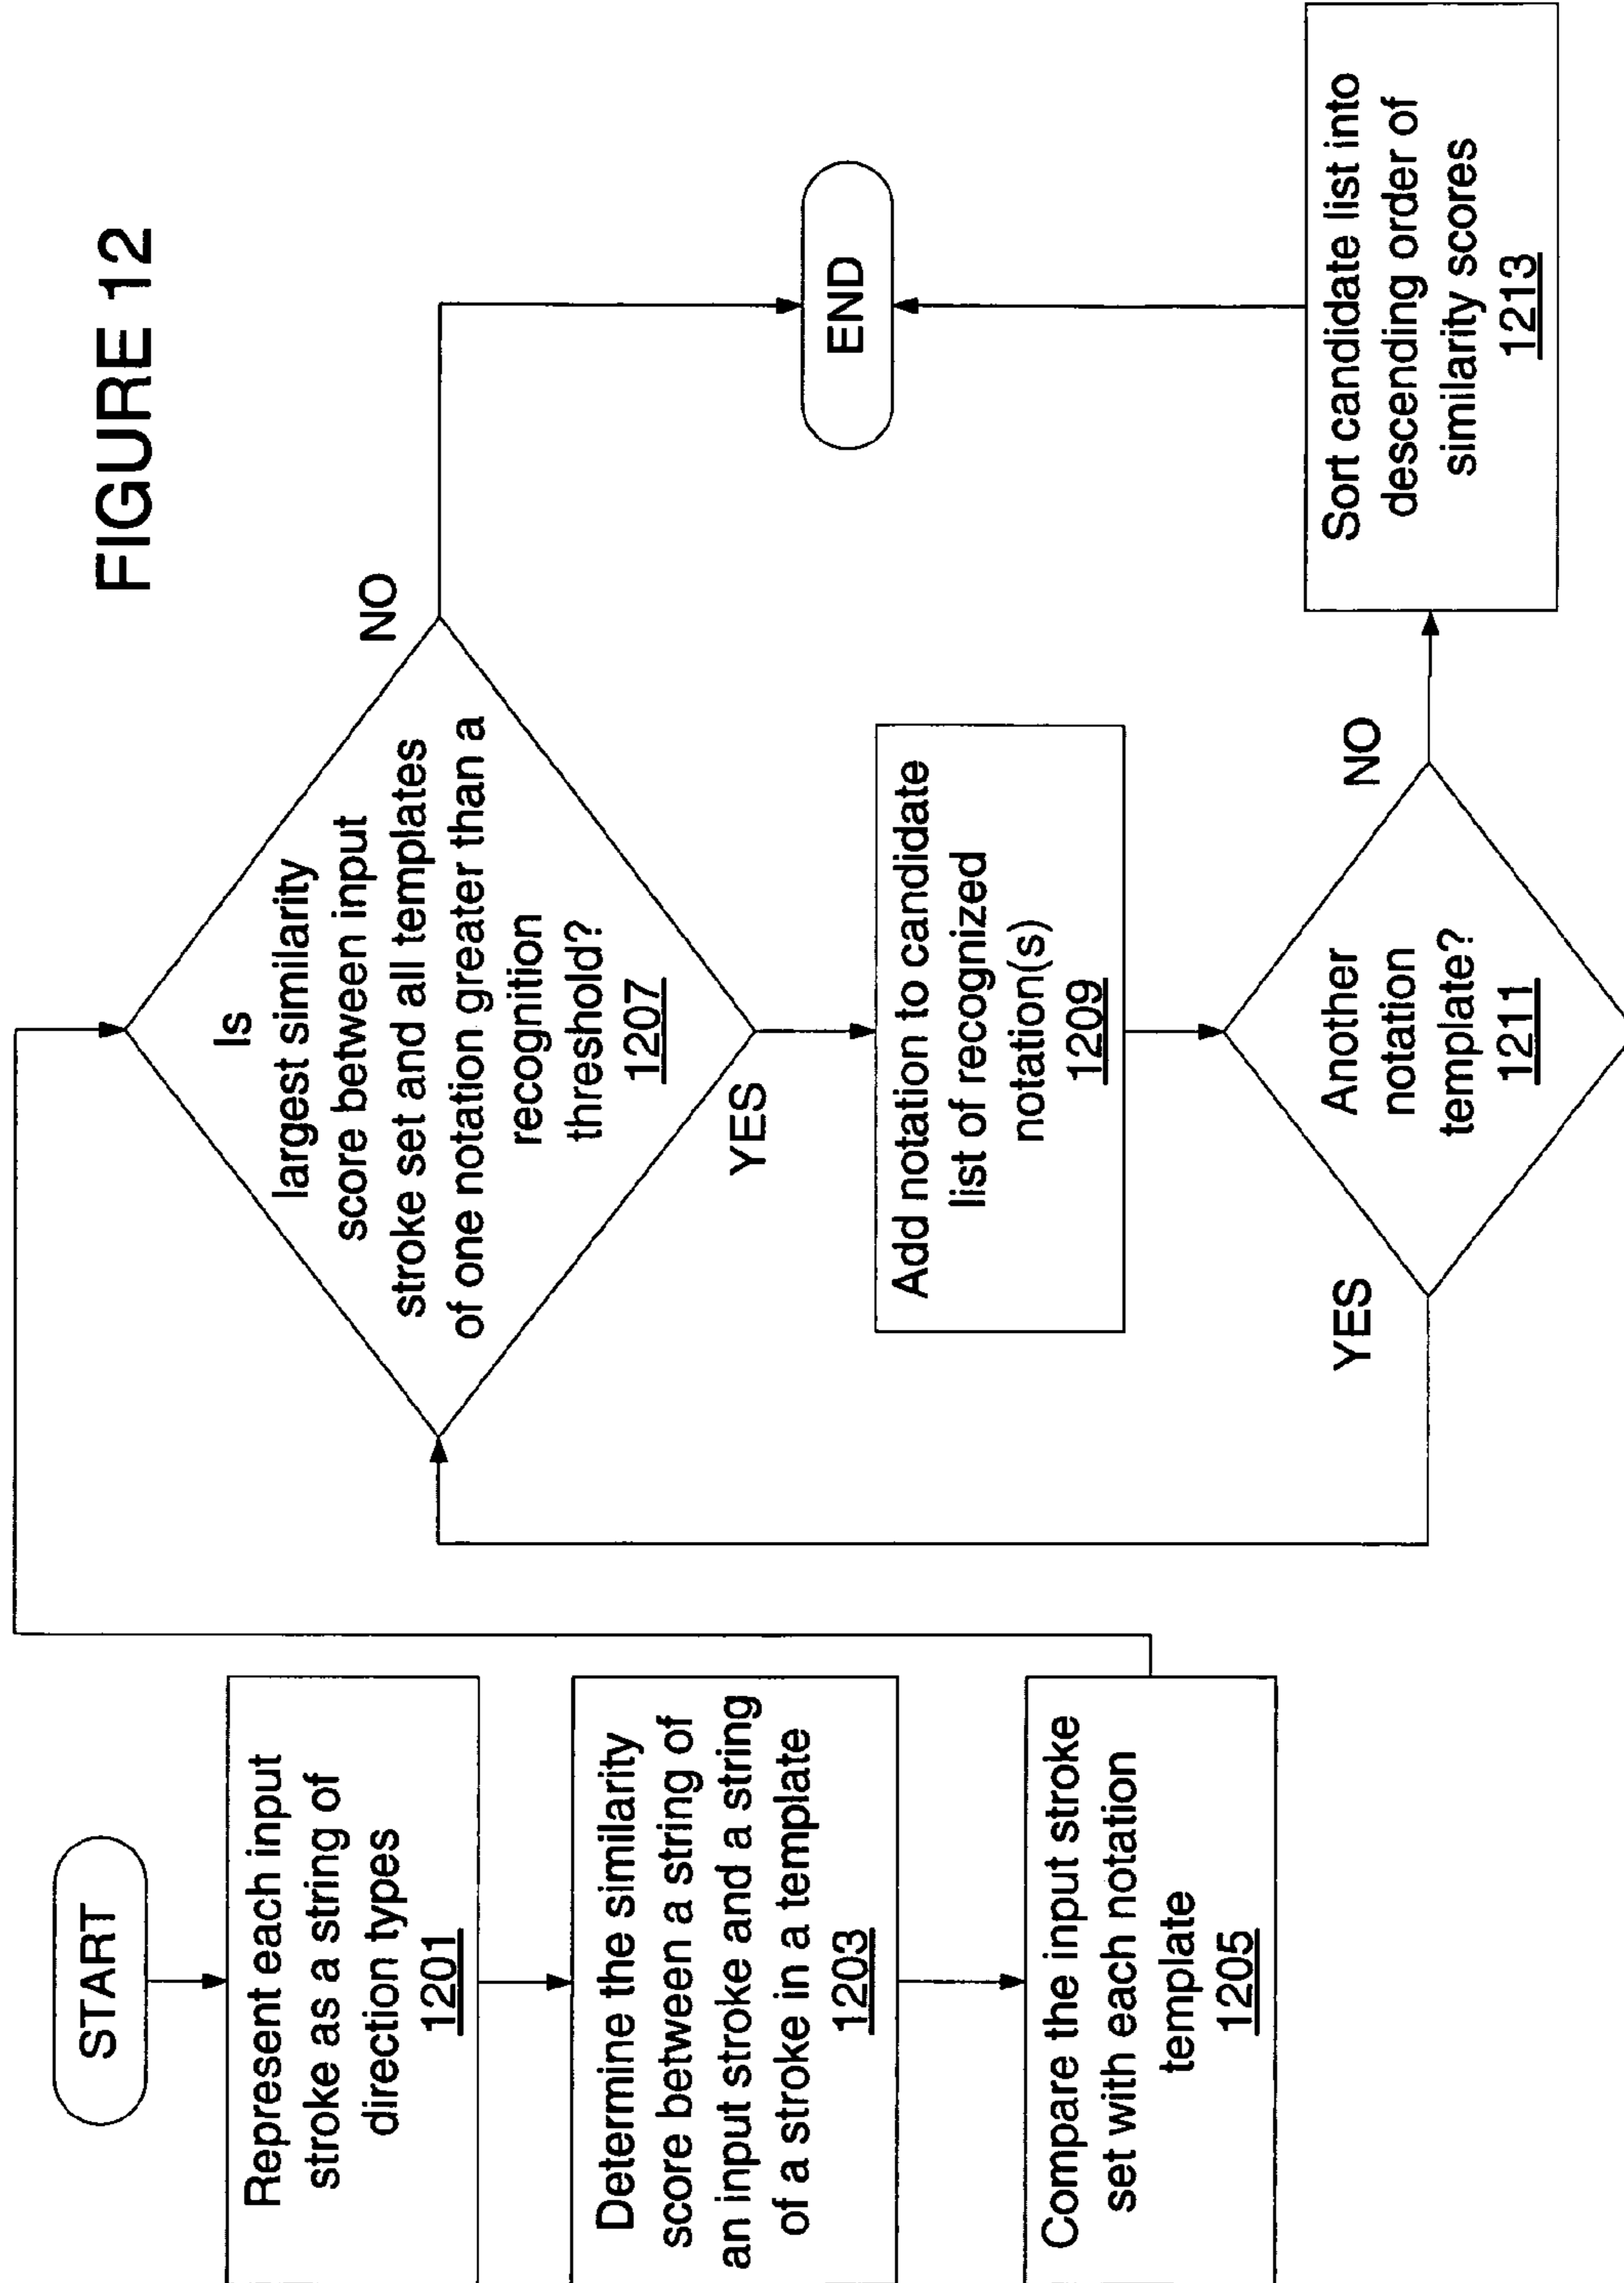 FIGURE 12
START
Represent each input
stroke as a string of
direction types
1201
Determine the similarity
score between a string of
an input stroke and a string
of a stroke in a template
1203
Compare the input stroke
set with each notation
template
1205
Is
largest similarity
score between input
stroke set and all templates
of one notation greater than a
recognition
threshold?
1207
NO
YES
Add notation to candidate
list of recognized
notation(s)
1209
Another
notation
template?
1211
YES
NO
Sort candidate list into
descending order of
similarity scores
1213
END